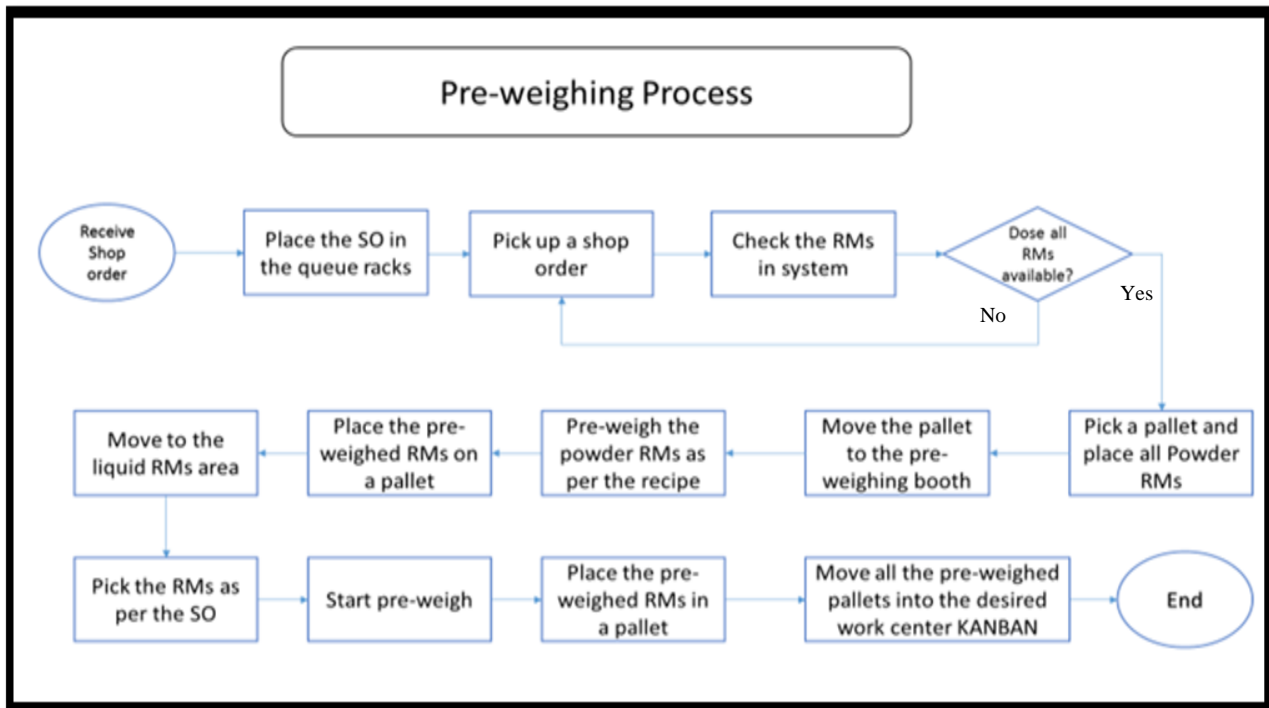 Pre-weighing Process
Receive
Shop
order
Place the SO in
the queue racks
Pick up a shop
order
Check the RMs
in system
Dose all
RMs
available?
No
Yes
Pick a pallet and
place all Powder
RMs
Move the pallet
to the pre-
weighing booth
Pre-weigh the
powder RMs as
per the recipe
Place the pre-
weighed RMs on
a pallet
Move to the
liquid RMs area
Pick the RMs as
per the SO
Start pre-weigh
Place the pre-
weighed RMs in
a pallet
Move all the pre-weighed
pallets into the desired
work center KANBAN
End